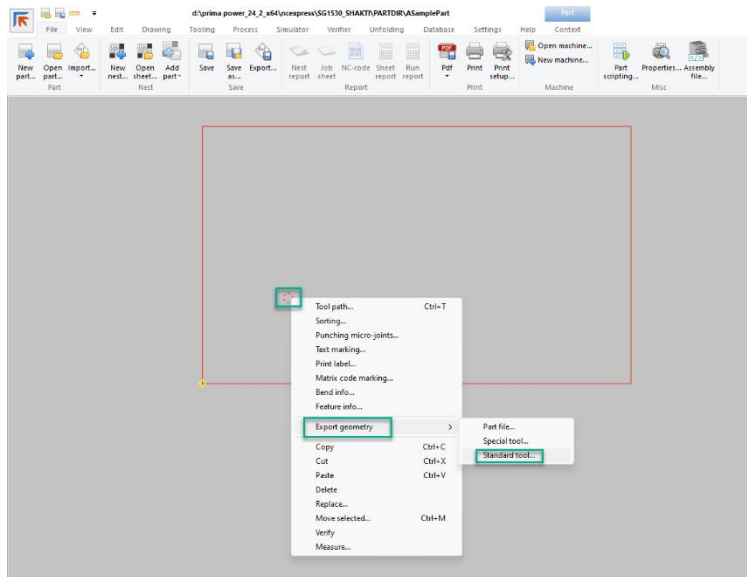 d:\prima power_24_2_x64\ncexpress\SG1530_SHAKTI\PARTDIR\ASamplePart
Part
File View Edit Drawing Tooling Process Simulator Verifier Unfolding Database Settings Help Context
Open machine...
New machine...
New part... Open part... Import... New nest... Open sheet... Add part Save Save as... Export... Nest report Job sheet NC-code Sheet report Run report Pdf Print Print setup... Part scripting... Properties... Assembly file...
Part Nest Save Report Print Machine Misc
Tool path... Ctrl+T
Sorting...
Punching micro-joints...
Text marking...
Print label...
Matrix code marking...
Bend info...
Feature info...
Export geometry >
Part file...
Special tool...
Standard tool...
Copy Ctrl+C
Cut Ctrl+X
Paste Ctrl+V
Delete
Replace...
Move selected... Ctrl+M
Verify
Measure...